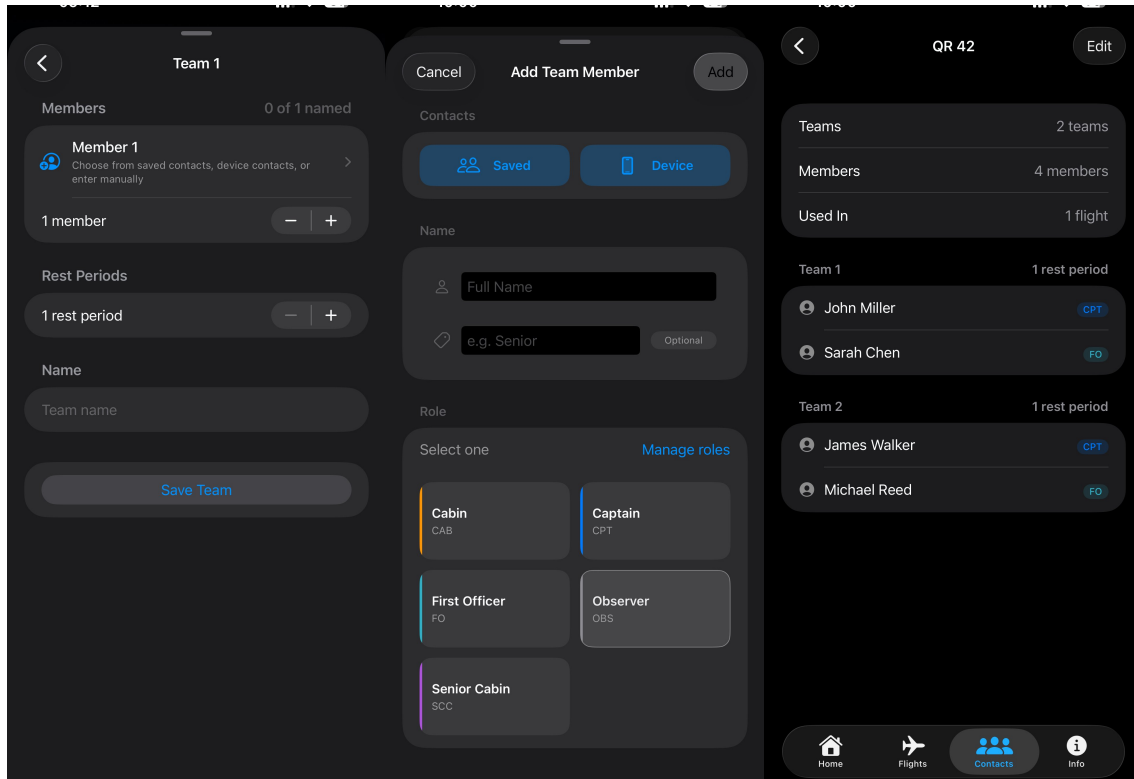 Team 1
Members
0 of 1 named
Member 1
Choose from saved contacts, device contacts, or
enter manually
1 member
Rest Periods
1 rest period
Name
Team name
Save Team
Cancel
Add Team Member
Add
Contacts
Saved
Device
Name
Full Name
e.g. Senior
Optional
Role
Select one
Manage roles
Cabin
CAB
Captain
CPT
First Officer
FO
Observer
OBS
Senior Cabin
SCC
QR 42
Edit
Teams
2 teams
Members
4 members
Used In
1 flight
Team 1
1 rest period
John Miller
CPT
Sarah Chen
FO
Team 2
1 rest period
James Walker
CPT
Michael Reed
FO
Home
Flights
Contacts
Info